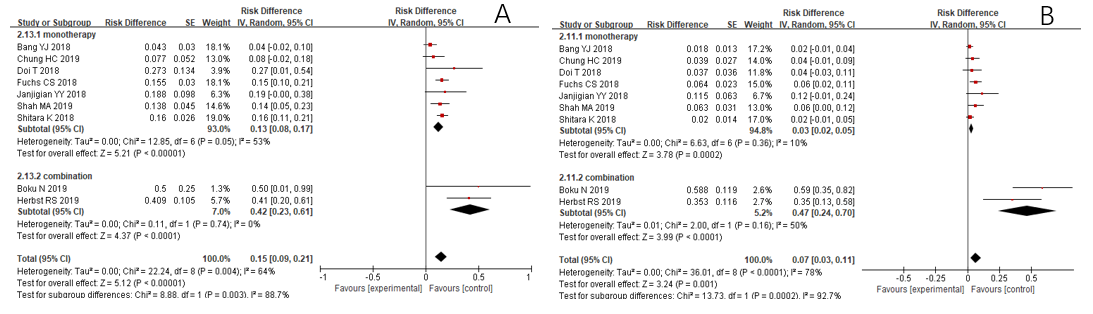 A
Risk Difference Risk Difference
Study or Subgroup Risk Difference SE Weight IV, Random, 95% CI IV, Random, 95% CI
2.13.1 monotherapy
Bang YJ 2018 0.043 0.03 18.1% 0.04 [-0.02, 0.10]
Chung HC 2019 0.077 0.052 13.0% 0.08 [-0.02, 0.18]
Doi T 2018 0.273 0.134 3.8% 0.27 [0.01, 0.54]
Fuchs CS 2018 0.155 0.03 18.1% 0.15 [0.10, 0.21]
Janjigian YY 2018 0.188 0.098 6.0% 0.19 [-0.00, 0.38]
Shah MA 2019 0.138 0.045 14.6% 0.14 [0.05, 0.23]
Shitara K 2018 0.16 0.026 19.3% 0.16 [0.11, 0.21]
Subtotal (95% CI) 93.0% 0.13 [0.08, 0.17]
Heterogeneity: Tau² = 0.00; Chi² = 12.85, df = 6 (P = 0.05); I² = 53%
Test for overall effect: Z = 5.21 (P < 0.00001)
2.13.2 combination
Boku N 2019 0.5 0.25 1.3% 0.50 [0.01, 0.99]
Herbst RS 2019 0.409 0.105 5.7% 0.41 [0.20, 0.61]
Subtotal (95% CI) 7.0% 0.42 [0.23, 0.61]
Heterogeneity: Tau² = 0.00; Chi² = 0.11, df = 1 (P = 0.74); I² = 0%
Test for overall effect: Z = 4.37 (P < 0.0001)
Total (95% CI) 100.0% 0.15 [0.09, 0.21]
Heterogeneity: Tau² = 0.00; Chi² = 22.24, df = 8 (P = 0.004); I² = 64%
Test for overall effect: Z = 5.12 (P < 0.00001)
Test for subgroup differences: Chi² = 8.88, df = 1 (P = 0.003), I² = 88.7%
-1 -0.5 0 0.5 1
Favours [experimental] Favours [control]
B
Risk Difference Risk Difference
Study or Subgroup Risk Difference SE Weight IV, Random, 95% CI IV, Random, 95% CI
2.11.1 monotherapy
Bang YJ 2018 0.018 0.013 17.2% 0.02 [-0.01, 0.04]
Chung HC 2019 0.039 0.027 14.0% 0.04 [-0.01, 0.09]
Doi T 2018 0.037 0.036 11.5% 0.04 [-0.03, 0.11]
Fuchs CS 2018 0.064 0.023 15.0% 0.06 [0.02, 0.11]
Janjigian YY 2018 0.115 0.063 6.9% 0.12 [-0.01, 0.24]
Shah MA 2019 0.063 0.031 12.9% 0.06 [0.00, 0.12]
Shitara K 2018 0.02 0.014 17.0% 0.02 [-0.01, 0.05]
Subtotal (95% CI) 94.8% 0.03 [0.02, 0.05]
Heterogeneity: Tau² = 0.00; Chi² = 6.63, df = 6 (P = 0.36); I² = 10%
Test for overall effect: Z = 3.78 (P = 0.0002)
2.11.2 combination
Boku N 2019 0.588 0.119 2.6% 0.59 [0.35, 0.82]
Herbst RS 2019 0.353 0.116 2.7% 0.35 [0.13, 0.58]
Subtotal (95% CI) 5.2% 0.47 [0.24, 0.70]
Heterogeneity: Tau² = 0.01; Chi² = 2.00, df = 1 (P = 0.16); I² = 50%
Test for overall effect: Z = 3.99 (P < 0.0001)
Total (95% CI) 100.0% 0.07 [0.03, 0.11]
Heterogeneity: Tau² = 0.00; Chi² = 36.01, df = 8 (P < 0.0001); I² = 78%
Test for overall effect: Z = 3.24 (P = 0.001)
Test for subgroup differences: Chi² = 13.73, df = 1 (P = 0.0002), I² = 92.7%
-0.5 -0.25 0 0.25 0.5
Favours [experimental] Favours [control]